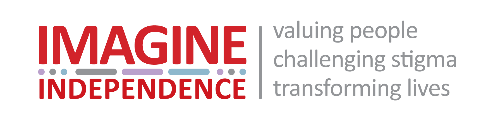 IMAGINE
INDEPENDENCE
valuing people
challenging stigma
transforming lives